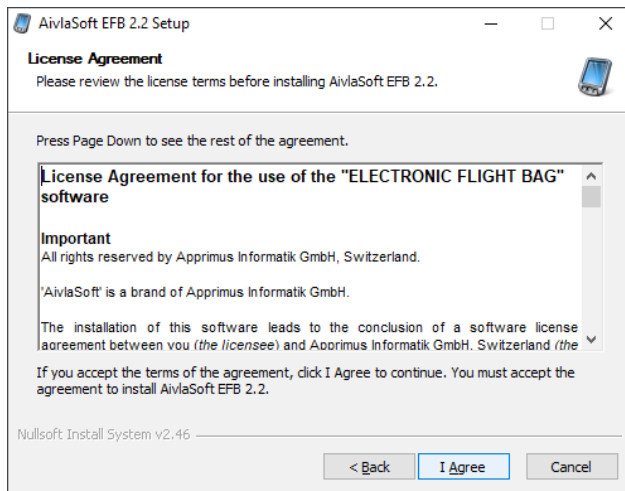 AivlaSoft EFB 2.2 Setup
License Agreement
Please review the license terms before installing AivlaSoft EFB 2.2.
Press Page Down to see the rest of the agreement.
License Agreement for the use of the "ELECTRONIC FLIGHT BAG"
software
Important
All rights reserved by Apprimus Informatik GmbH, Switzerland.
'AivlaSoft' is a brand of Apprimus Informatik GmbH.
The installation of this software leads to the conclusion of a software license
agreement between you (the licensee) and Apprimus Informatik GmbH, Switzerland (the
If you accept the terms of the agreement, click I Agree to continue. You must accept the
agreement to install AivlaSoft EFB 2.2.
Nullsoft Install System v2.46
< Back I Agree Cancel